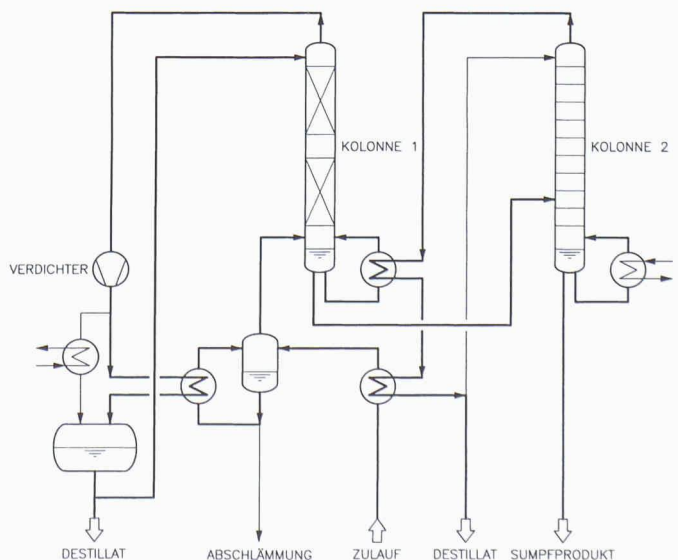 KOLONNE 1
KOLONNE 2
VERDICHTER
DESTILLAT
ABSCHLÄMMUNG
ZULAUF
DESTILLAT
SUMPFPRODUKT